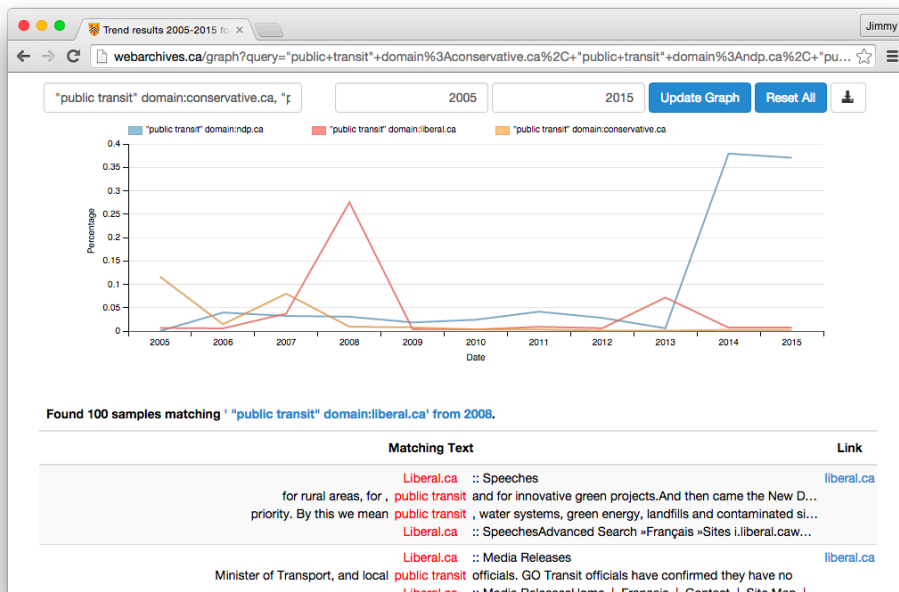 Trend results 2005-2015 fo
Jimmy
webarchives.ca/graph?query="public+transit"+domain%3Aconservative.ca%2C+"public+transit"+domain%3Andp.ca%2C+"pu...
"public transit" domain:conservative.ca, "p
2005
2015
Update Graph
Reset All
"public transit" domain:ndp.ca
"public transit" domain:liberal.ca
"public transit" domain:conservative.ca
0.4
0.35
0.3
0.25
0.2
0.15
0.1
0.05
0
Percentage
2005 2006 2007 2008 2009 2010 2011 2012 2013 2014 2015
Date
Found 100 samples matching ' "public transit" domain:liberal.ca' from 2008.
Matching Text Link
Liberal.ca :: Speeches liberal.ca
for rural areas, for , public transit and for innovative green projects.And then came the New D...
priority. By this we mean public transit , water systems, green energy, landfills and contaminated si...
Liberal.ca :: SpeechesAdvanced Search »Français »Sites i.liberal.caw...
Liberal.ca :: Media Releases liberal.ca
Minister of Transport, and local public transit officials. GO Transit officials have confirmed they have no
Liberal.ca :: Media ReleasesHome | Français | Contact | Site Map |